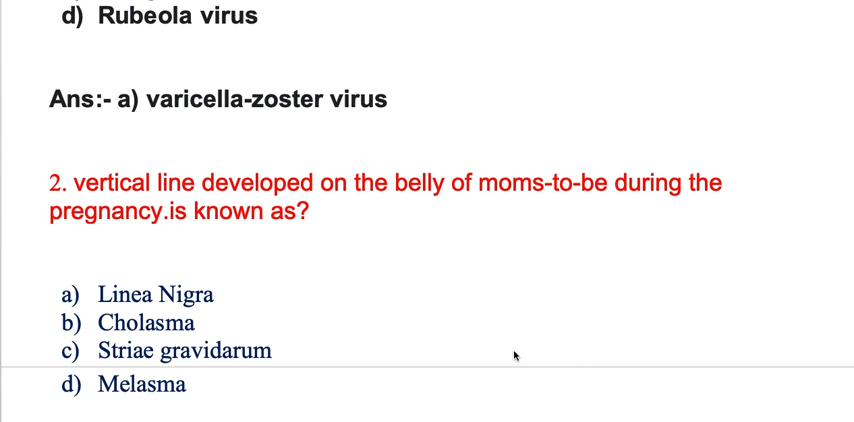 d) Rubeola virus
Ans:- a) varicella-zoster virus
2. vertical line developed on the belly of moms-to-be during the
pregnancy.is known as?
a) Linea Nigra
b) Cholasma
c) Striae gravidarum
d) Melasma